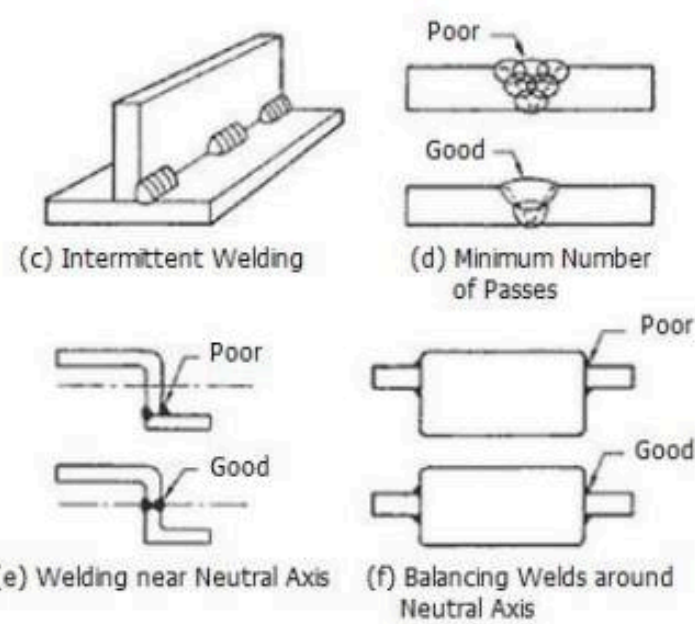 Poor
Good
(c) Intermittent Welding
(d) Minimum Number
of Passes
Poor
Good
Poor
Good
(e) Welding near Neutral Axis
(f) Balancing Welds around
Neutral Axis